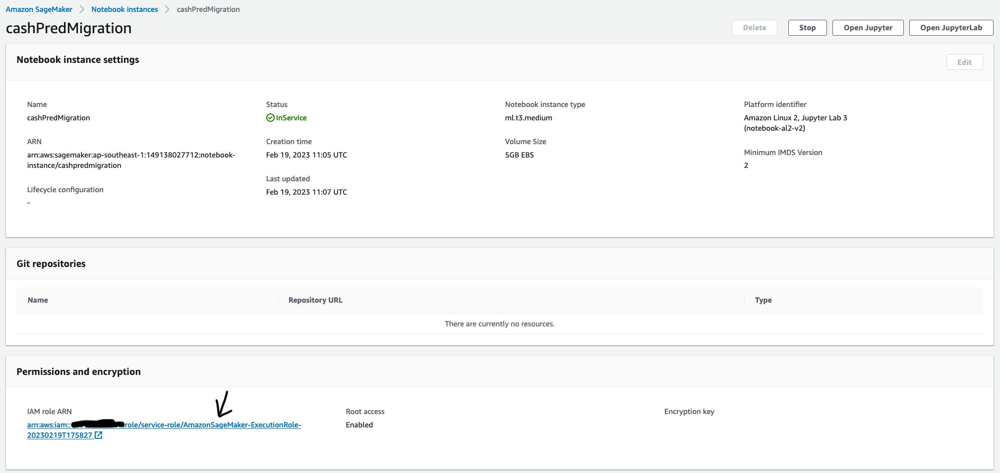 Amazon SageMaker > Notebook instances > cashPredMigration
cashPredMigration
Delete Stop Open Jupyter Open JupyterLab
Notebook instance settings
Edit
Name
cashPredMigration
ARN
arn:aws:sagemaker:ap-southeast-1:149138027712:notebook-
instance/cashpredmigration
Lifecycle configuration
-
Status
InService
Creation time
Feb 19, 2023 11:05 UTC
Last updated
Feb 19, 2023 11:07 UTC
Notebook instance type
ml.t3.medium
Volume Size
5GB EBS
Platform identifier
Amazon Linux 2, Jupyter Lab 3
(notebook-al2-v2)
Minimum IMDS Version
2
Git repositories
Name Repository URL Type
There are currently no resources.
Permissions and encryption
IAM role ARN
arn:aws:iam:: role/service-role/AmazonSageMaker-ExecutionRole-
20230219T175827
Root access
Enabled
Encryption key